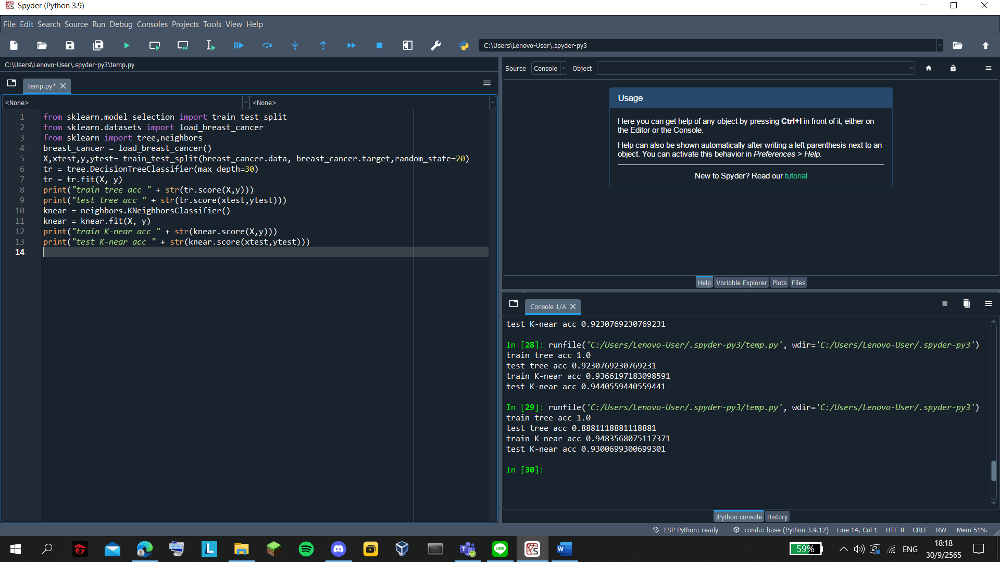 Spyder (Python 3.9)
File Edit Search Source Run Debug Consoles Projects Tools View Help
C:\Users\Lenovo-User\.spyder-py3
C:\Users\Lenovo-User\.spyder-py3\temp.py
temp.py*
<None> <None>
1 from sklearn.model_selection import train_test_split
2 from sklearn.datasets import load_breast_cancer
3 from sklearn import tree,neighbors
4 breast_cancer = load_breast_cancer()
5 X,xtest,y,ytest= train_test_split(breast_cancer.data, breast_cancer.target,random_state=20)
6 tr = tree.DecisionTreeClassifier(max_depth=30)
7 tr = tr.fit(X, y)
8 print("train tree acc " + str(tr.score(X,y)))
9 print("test tree acc " + str(tr.score(xtest,ytest)))
10 knear = neighbors.KNeighborsClassifier()
11 knear = knear.fit(X, y)
12 print("train K-near acc " + str(knear.score(X,y)))
13 print("test K-near acc " + str(knear.score(xtest,ytest)))
14
Source Console Object
Usage
Here you can get help of any object by pressing Ctrl+I in front of it, either on
the Editor or the Console.
Help can also be shown automatically after writing a left parenthesis next to an
object. You can activate this behavior in Preferences > Help.
New to Spyder? Read our tutorial
Help Variable Explorer Plots Files
Console 1/A
test K-near acc 0.9230769230769231
In [28]: runfile('C:/Users/Lenovo-User/.spyder-py3/temp.py', wdir='C:/Users/Lenovo-User/.spyder-py3')
train tree acc 1.0
test tree acc 0.9230769230769231
train K-near acc 0.9366197183098591
test K-near acc 0.9440559440559441
In [29]: runfile('C:/Users/Lenovo-User/.spyder-py3/temp.py', wdir='C:/Users/Lenovo-User/.spyder-py3')
train tree acc 1.0
test tree acc 0.8881118881118881
train K-near acc 0.9483568075117371
test K-near acc 0.9300699300699301
In [30]:
IPython console History
LSP Python: ready conda: base (Python 3.9.12) Line 14, Col 1 UTF-8 CRLF RW Mem 51%
59% ENG 18:18
30/9/2565